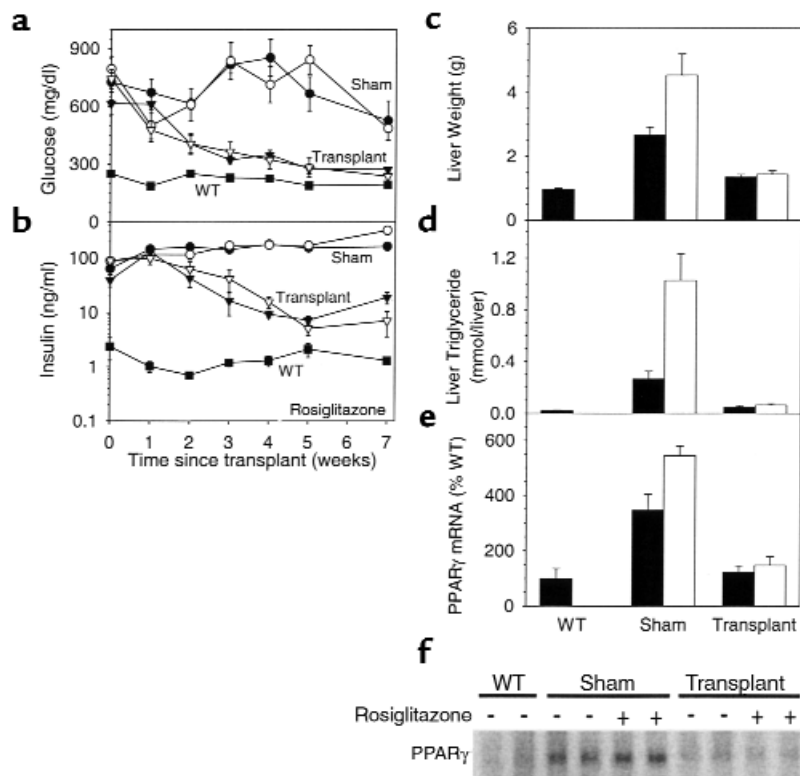 a
900
600
300
0
Glucose (mg/dl)
Sham
Transplant
WT
b
100
10
1
0.1
Insulin (ng/ml)
Sham
Transplant
WT
Rosiglitazone
0 1 2 3 4 5 6 7
Time since transplant (weeks)
c
6
4
2
0
Liver Weight (g)
d
1.2
0.8
0.4
0.0
Liver Triglyceride
(mmol/liver)
e
600
400
200
0
PPARγ mRNA (% WT)
WT Sham Transplant
f
WT Sham Transplant
Rosiglitazone - - - - + + - - + +
PPARγ